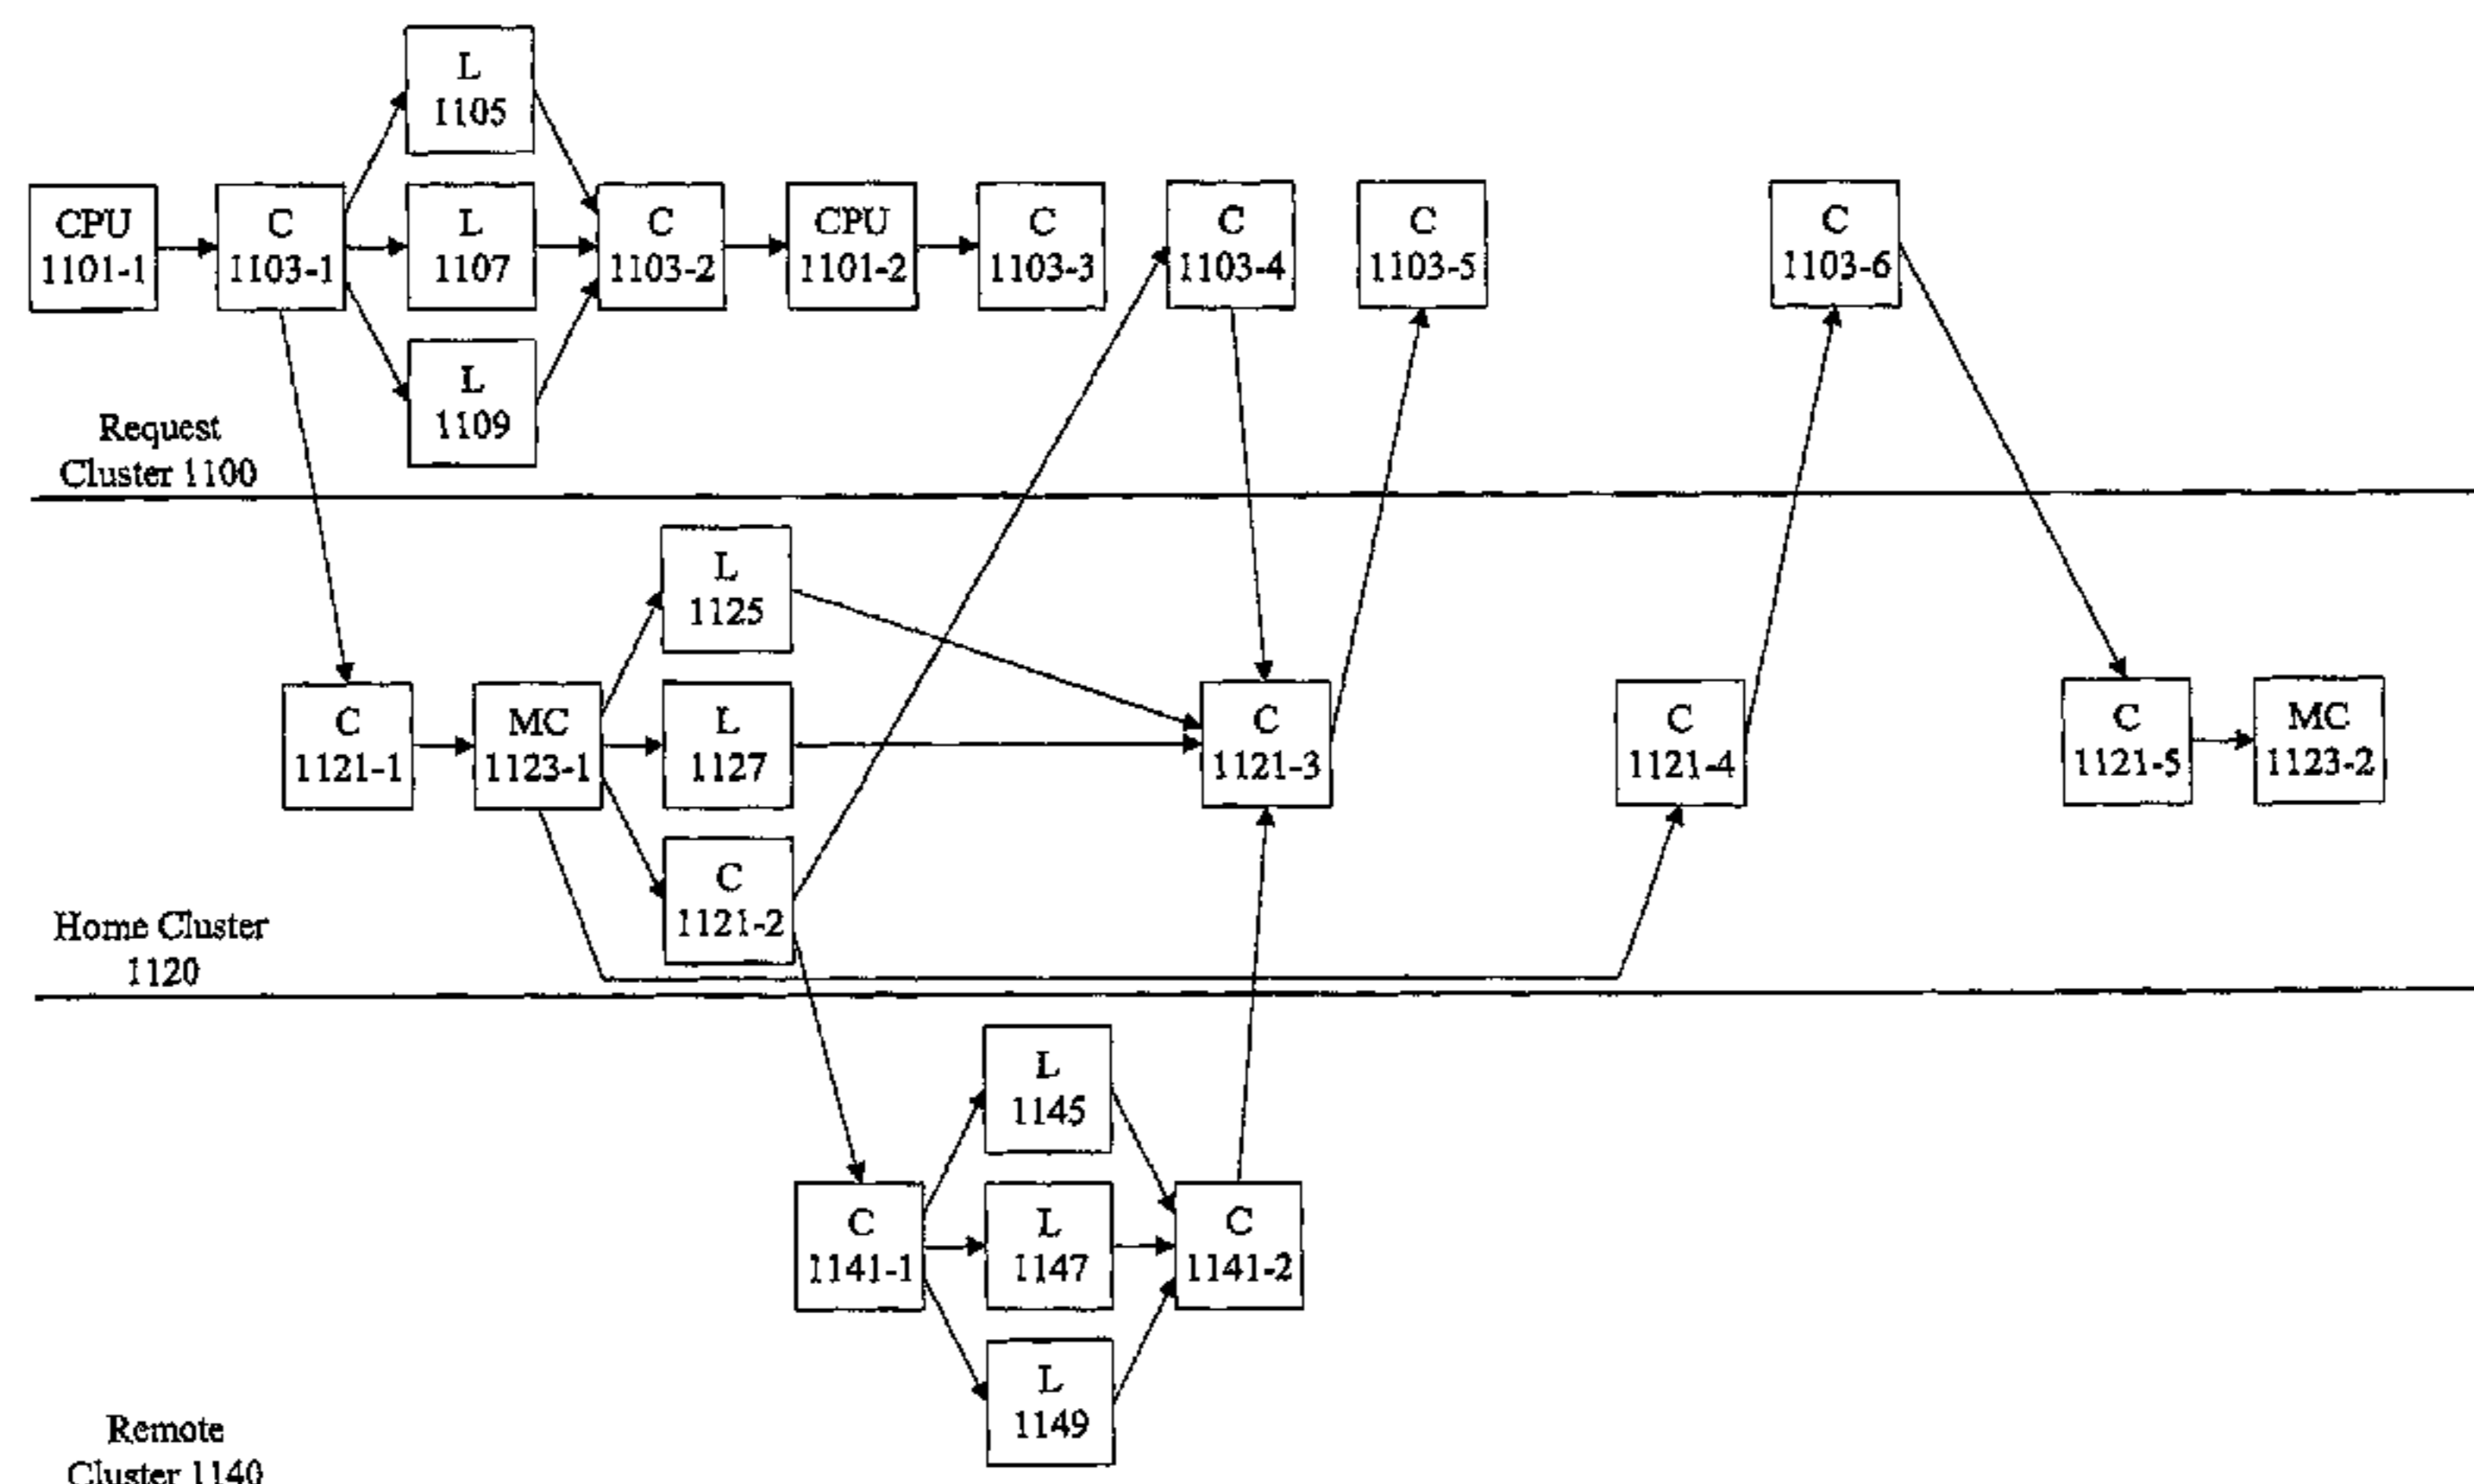 L
1105
CPU
1101-1
C
1103-1
L
1107
C
1103-2
CPU
1101-2
C
1103-3
C
1103-4
C
1103-5
C
1103-6
L
1109
Request
Cluster 1100
L
1125
C
1121-1
MC
1123-1
L
1127
C
1121-3
C
1121-4
C
1121-5
MC
1123-2
C
1121-2
Home Cluster
1120
L
1145
C
1141-1
L
1147
C
1141-2
L
1149
Remote
Cluster 1140